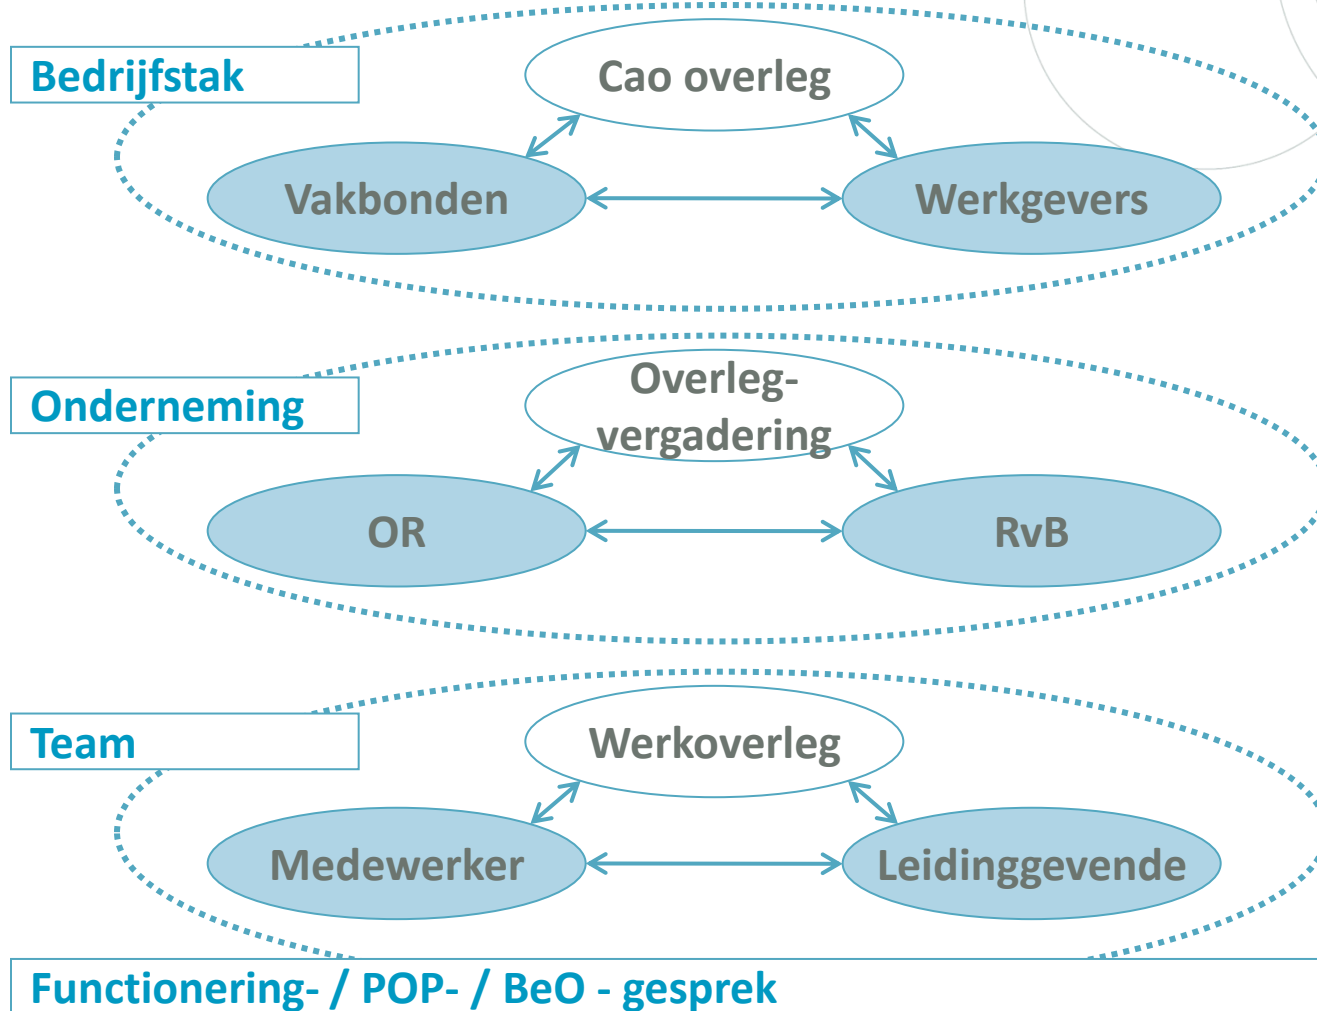 Bedrijfstak
Cao overleg
Vakbonden
Werkgevers
Onderneming
Overleg-
vergadering
OR
RvB
Team
Werkoverleg
Medewerker
Leidinggevende
Functionering- / POP- / BeO - gesprek